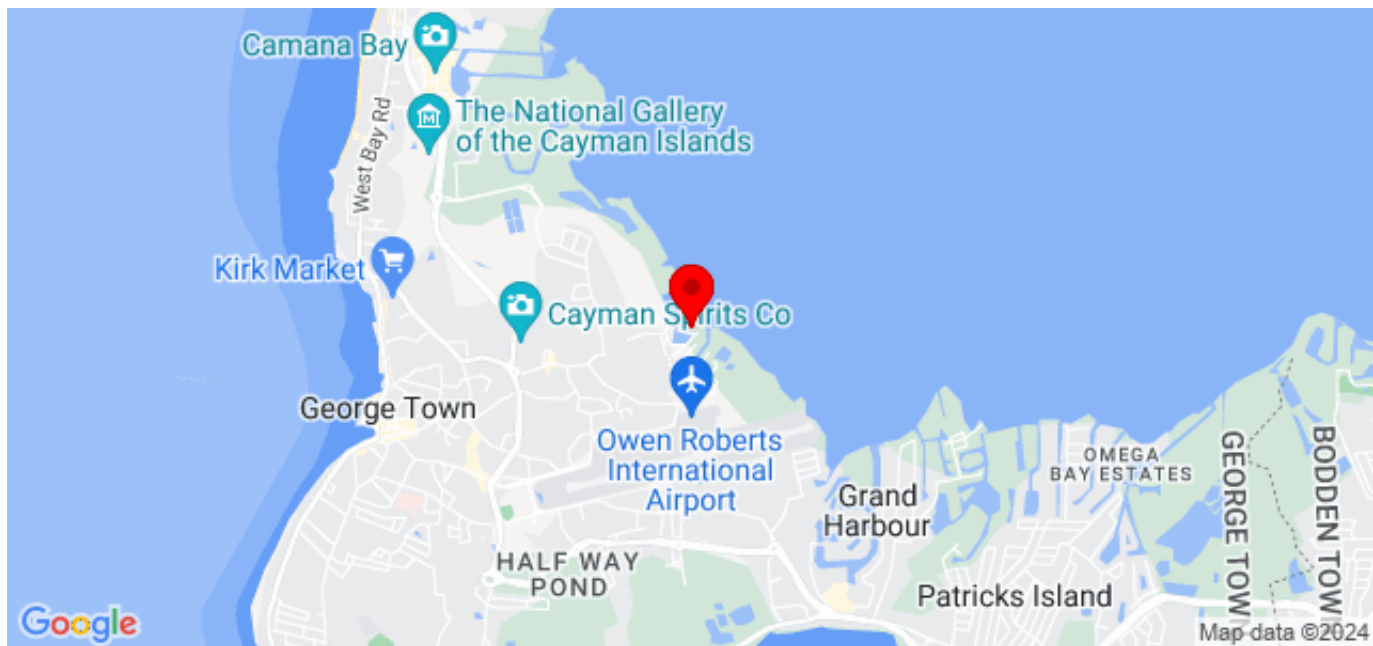 Camana Bay
The National Gallery
of the Cayman Islands
West Bay Rd
Kirk Market
Cayman Spirits Co
George Town
Owen Roberts
International
Airport
OMEGA
BAY ESTATES
GEORGE TOWN
BODDEN TOWN
Grand
Harbour
HALF WAY
POND
Patricks Island
Google
Map data ©2024